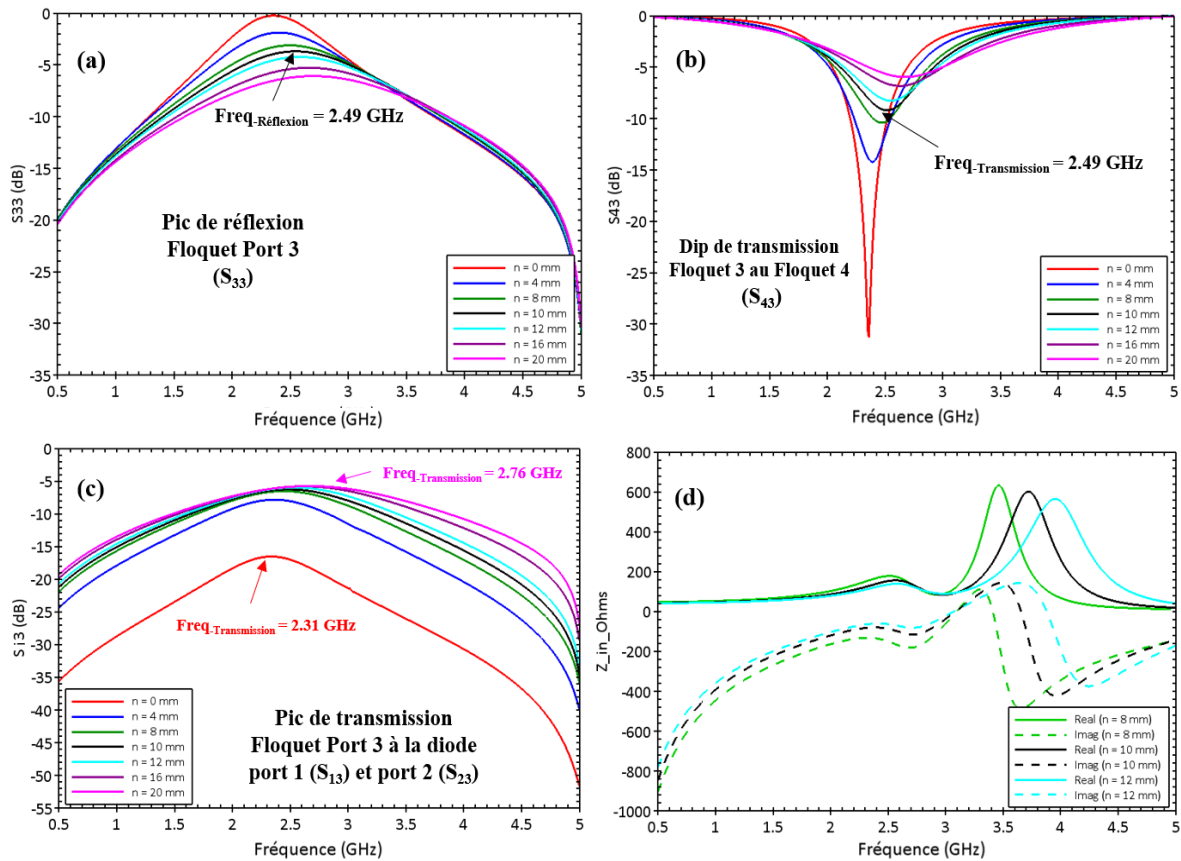 0
-5
-10
-15
-20
-25
-30
-35
S33 (dB)
(a)
Freq-Réflexion = 2.49 GHz
Pic de réflexion
Floquet Port 3
(S33)
n = 0 mm
n = 4 mm
n = 8 mm
n = 10 mm
n = 12 mm
n = 16 mm
n = 20 mm
0.5 1 1.5 2 2.5 3 3.5 4 4.5 5
Fréquence (GHz)
0
-5
-10
-15
-20
-25
-30
-35
S43 (dB)
(b)
Freq-Transmission = 2.49 GHz
Dip de transmission
Floquet 3 au Floquet 4
(S43)
n = 0 mm
n = 4 mm
n = 8 mm
n = 10 mm
n = 12 mm
n = 16 mm
n = 20 mm
0.5 1 1.5 2 2.5 3 3.5 4 4.5 5
Fréquence (GHz)
0
-5
-10
-15
-20
-25
-30
-35
-40
-45
-50
-55
S i3 (dB)
(c)
Freq-Transmission = 2.76 GHz
Freq-Transmission = 2.31 GHz
n = 0 mm
n = 4 mm
n = 8 mm
n = 10 mm
n = 12 mm
n = 16 mm
n = 20 mm
Pic de transmission
Floquet Port 3 à la diode
port 1 (S13) et port 2 (S23)
0.5 1 1.5 2 2.5 3 3.5 4 4.5 5
Fréquence (GHz)
800
600
400
200
0
-200
-400
-600
-800
-1000
Z_in_Ohms
(d)
Real (n = 8 mm)
Imag (n = 8 mm)
Real (n = 10 mm)
Imag (n = 10 mm)
Real (n = 12 mm)
Imag (n = 12 mm)
0.5 1 1.5 2 2.5 3 3.5 4 4.5 5
Fréquence (GHz)